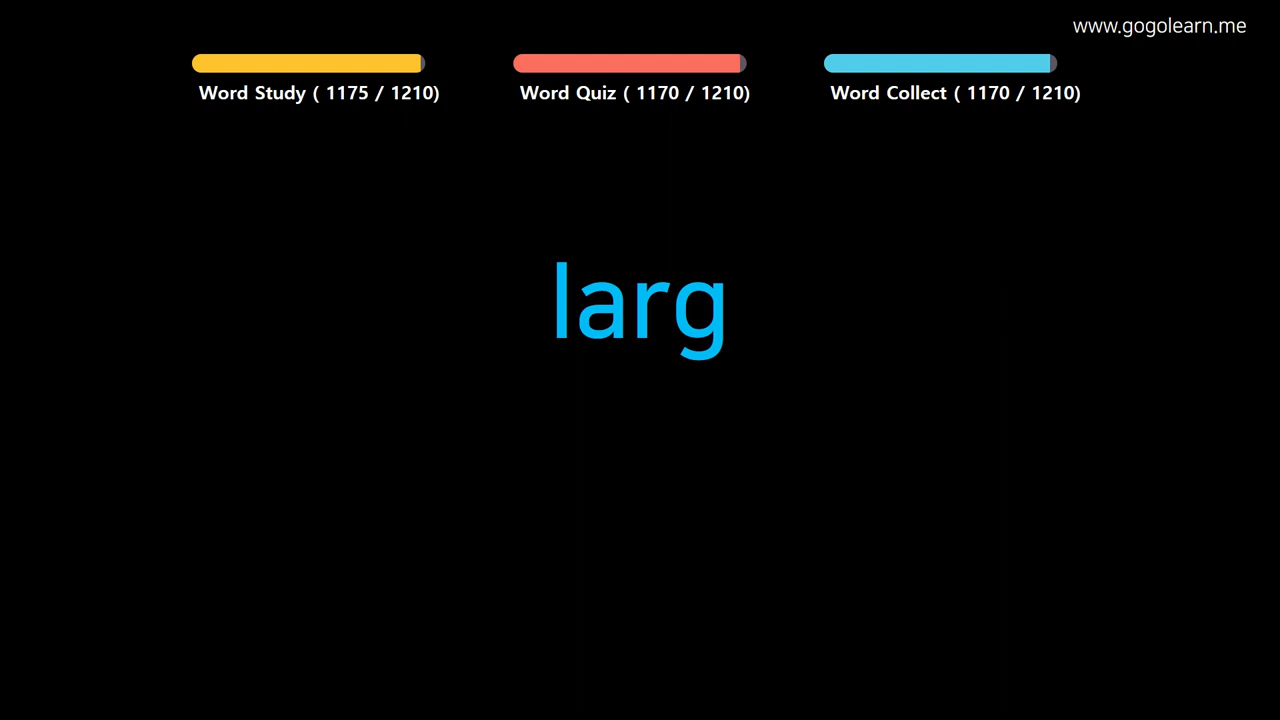 www.gogolearn.me
Word Study ( 1175 / 1210)
Word Quiz ( 1170 / 1210)
Word Collect ( 1170 / 1210)
larg